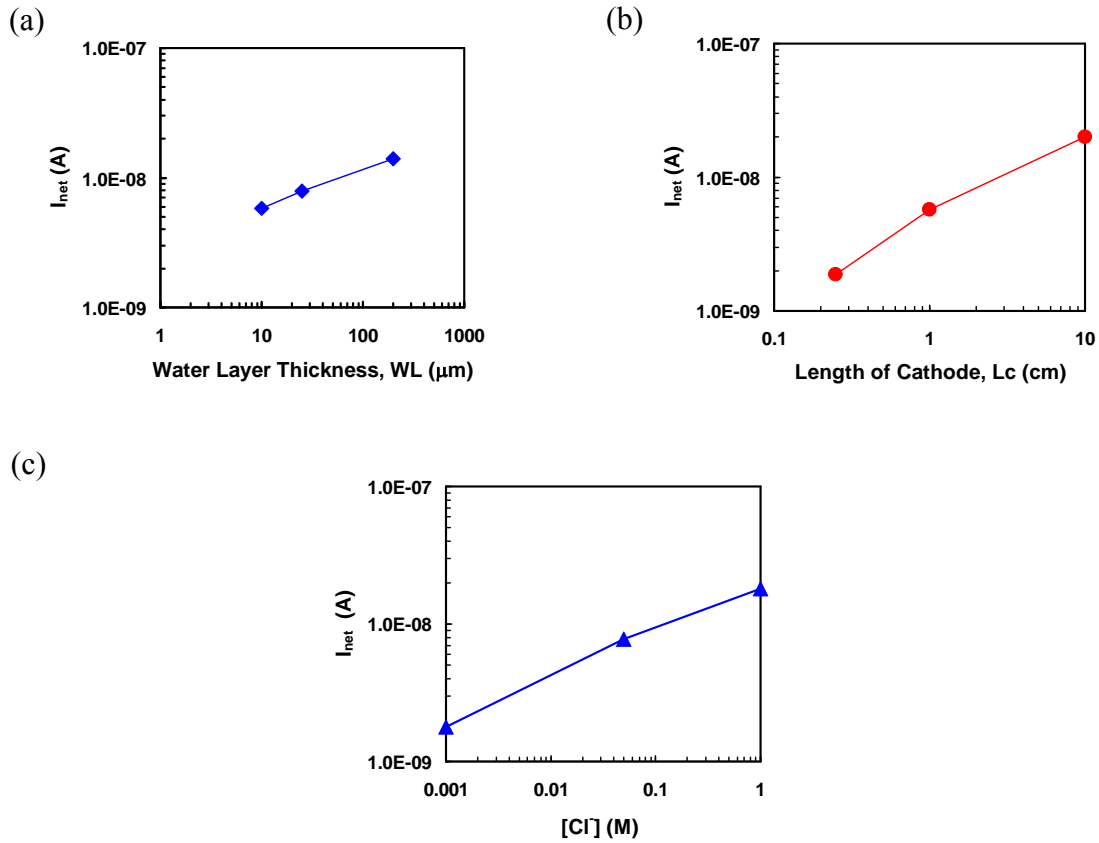 (a)
1.0E-07
1.0E-08
1.0E-09
I_net (A)
1 10 100 1000
Water Layer Thickness, WL (µm)
(b)
1.0E-07
1.0E-08
1.0E-09
I_net (A)
0.1 1 10
Length of Cathode, Lc (cm)
(c)
1.0E-07
1.0E-08
1.0E-09
I_net (A)
0.001 0.01 0.1 1
[Cl⁻] (M)